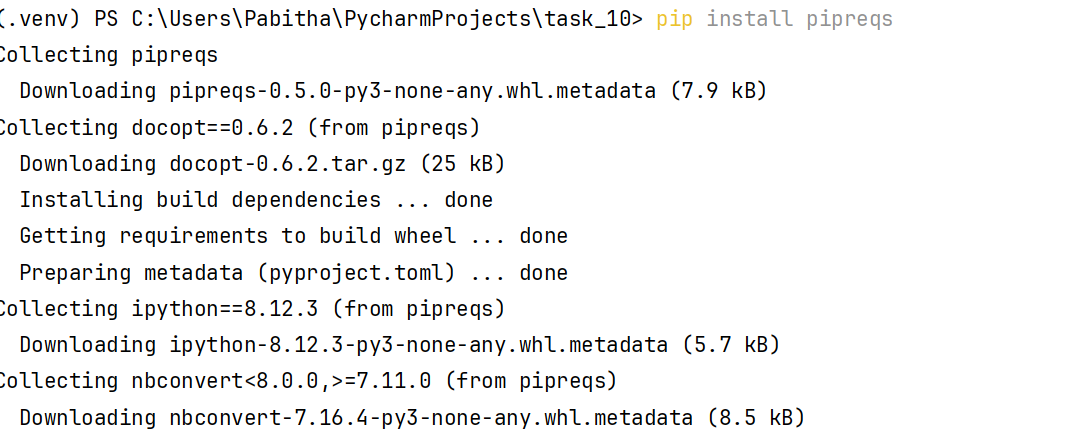 (.venv) PS C:\Users\Pabitha\PycharmProjects\task_10> pip install pipreqs
Collecting pipreqs
  Downloading pipreqs-0.5.0-py3-none-any.whl.metadata (7.9 kB)
Collecting docopt==0.6.2 (from pipreqs)
  Downloading docopt-0.6.2.tar.gz (25 kB)
  Installing build dependencies ... done
  Getting requirements to build wheel ... done
  Preparing metadata (pyproject.toml) ... done
Collecting ipython==8.12.3 (from pipreqs)
  Downloading ipython-8.12.3-py3-none-any.whl.metadata (5.7 kB)
Collecting nbconvert<8.0.0,>=7.11.0 (from pipreqs)
  Downloading nbconvert-7.16.4-py3-none-any.whl.metadata (8.5 kB)